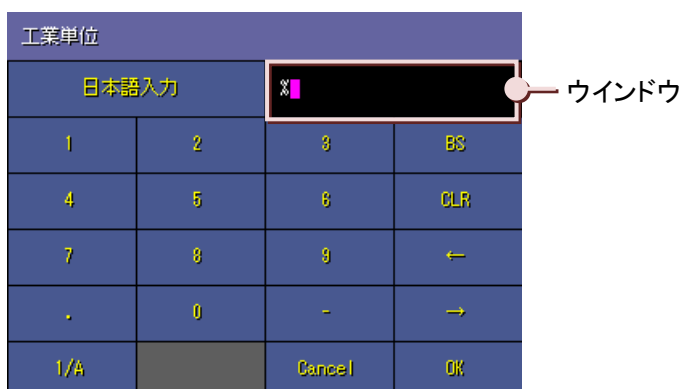 工業単位
日本語入力 %
ウインドウ
1 2 3 BS
4 5 6 CLR
7 8 9 ←
. 0 - →
1/A Cancel OK